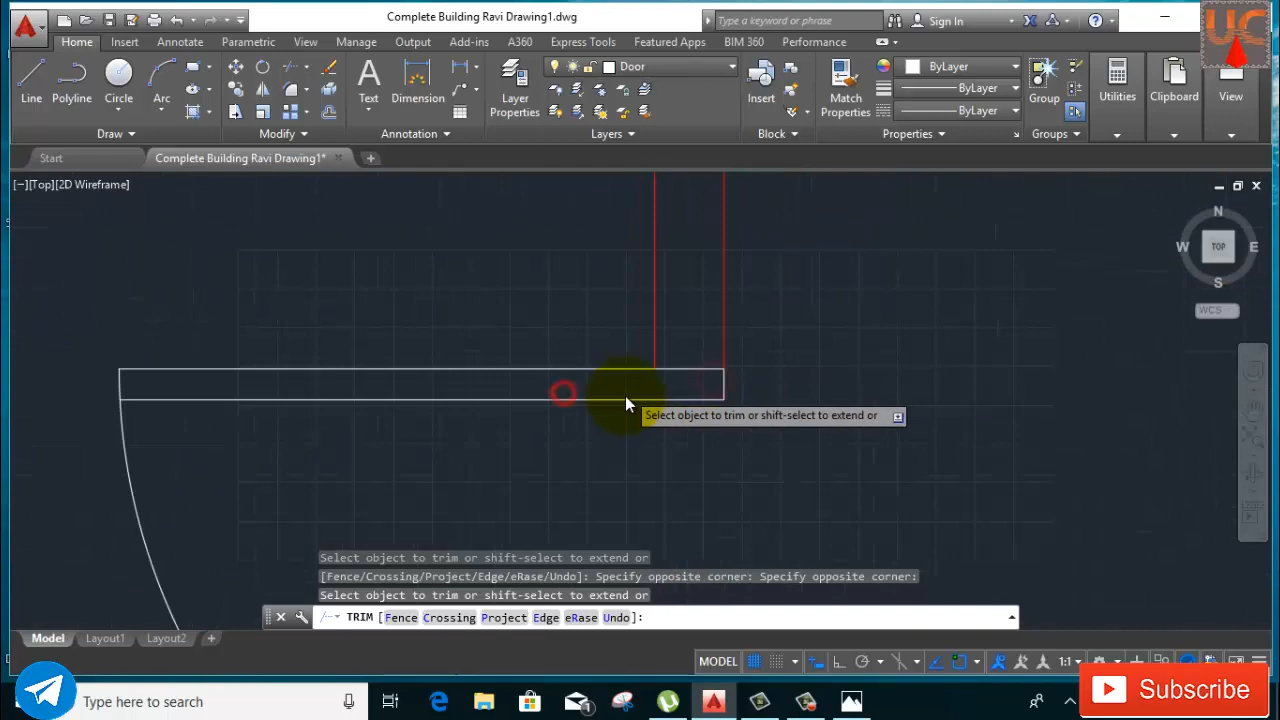 Complete Building Ravi Drawing1.dwg
Type a keyword or phrase
Sign In
UC
Home Insert Annotate Parametric View Manage Output Add-ins A360 Express Tools Featured Apps BIM 360 Performance
Door
ByLayer
ByLayer
ByLayer
Line Polyline Circle Arc
Text Dimension
Layer Properties
Insert
Match Properties
Group
Utilities Clipboard View
Draw Modify Annotation Layers Block Properties Groups
Start Complete Building Ravi Drawing1*
[−][Top][2D Wireframe]
N
W TOP E
S
WCS
Select object to trim or shift-select to extend or
Select object to trim or shift-select to extend or
[Fence/Crossing/Project/Edge/eRase/Undo]: Specify opposite corner: Specify opposite corner:
Select object to trim or shift-select to extend or
TRIM [Fence Crossing Project Edge eRase Undo]:
Model Layout1 Layout2
MODEL 1:1
Type here to search
1
Subscribe